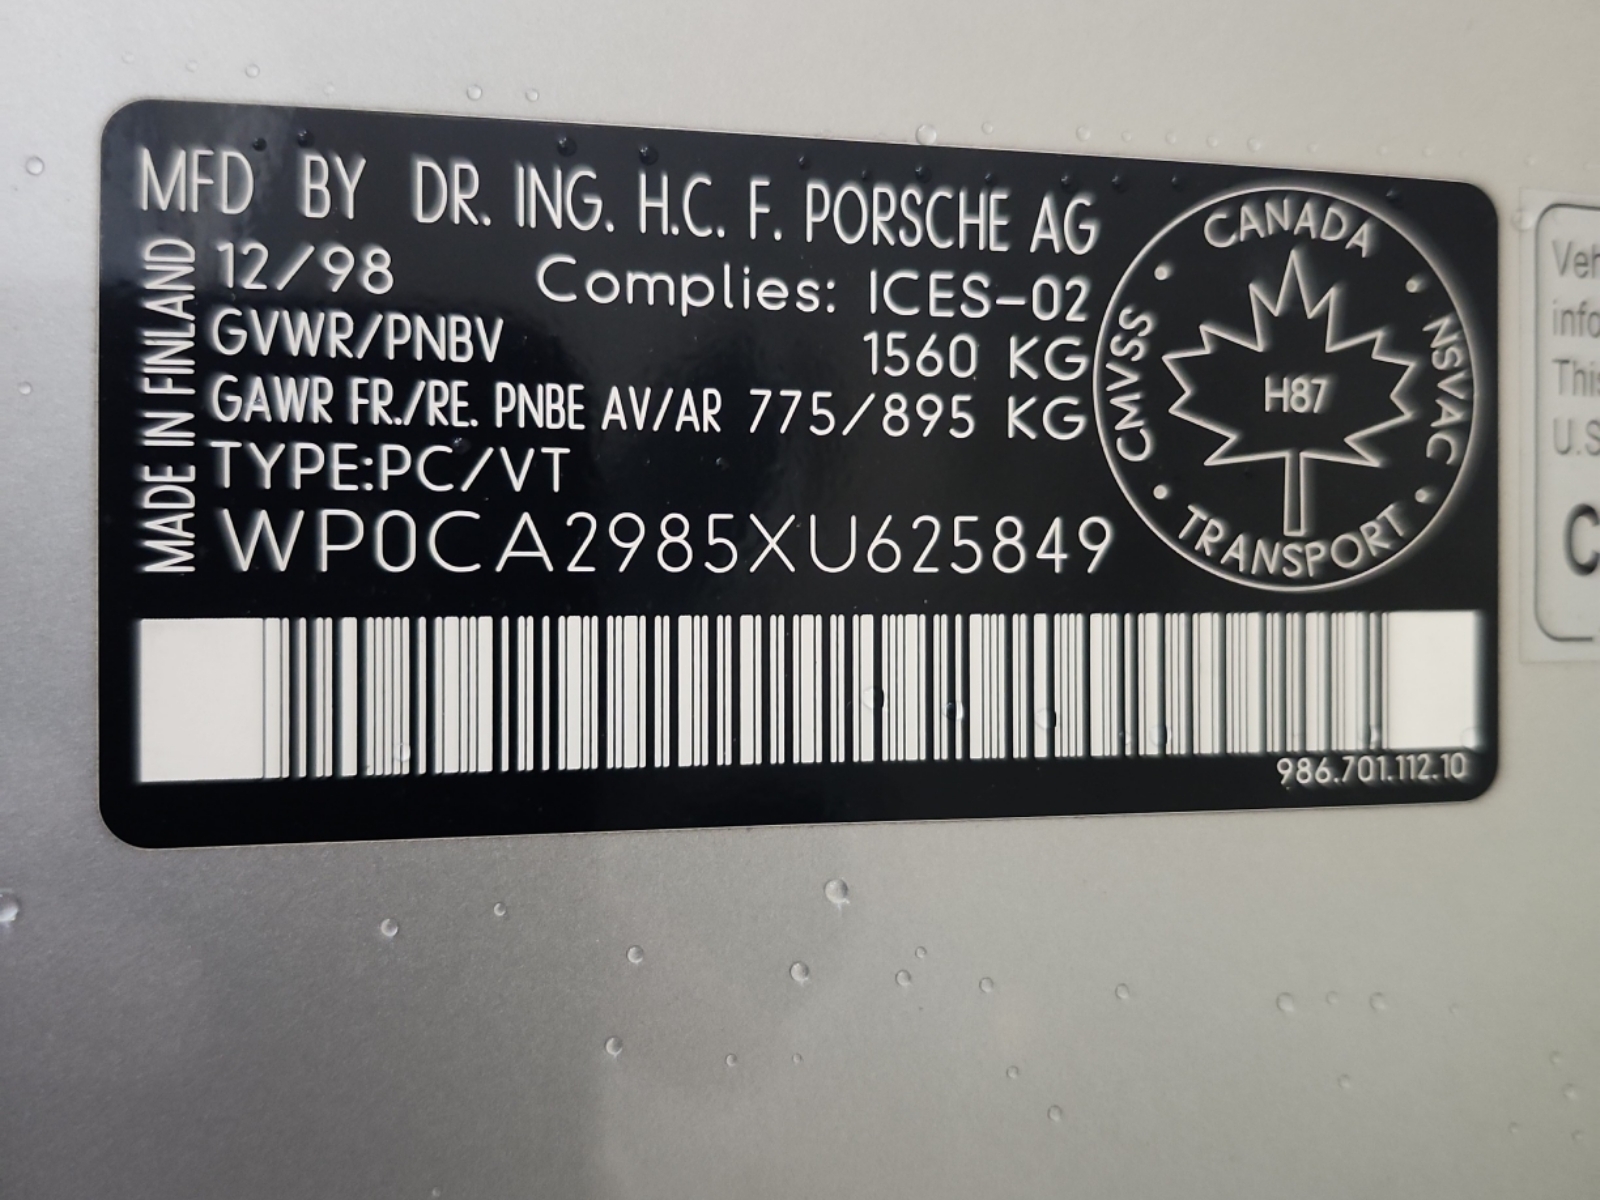 MFD BY DR. ING. H.C. F. PORSCHE AG
MADE IN FINLAND
12/98 Complies: ICES-02
GVWR/PNBV 1560 KG
GAWR FR./RE. PNBE AV/AR 775/895 KG
TYPE:PC/VT
WP0CA2985XU625849
CANADA
CMVSS
NSVAC
H87
TRANSPORT
986.701.112.10
This
U.S